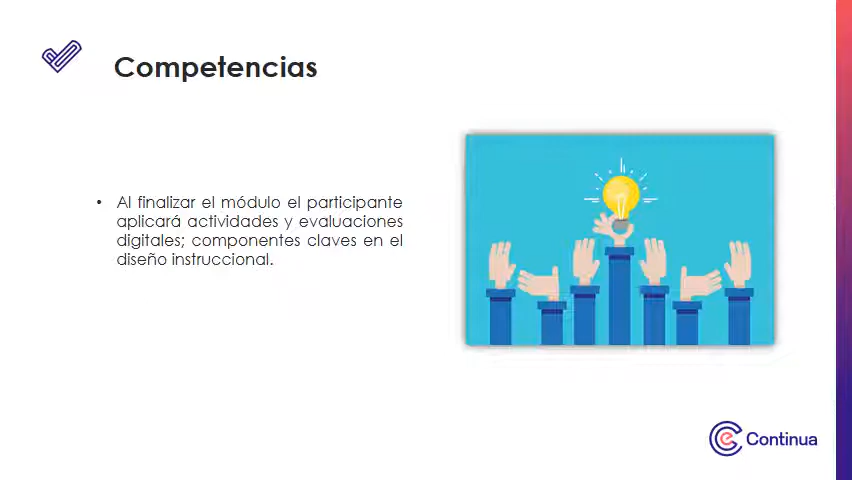 Competencias
• Al finalizar el módulo el participante
aplicará actividades y evaluaciones
digitales; componentes claves en el
diseño instruccional.
e Continua